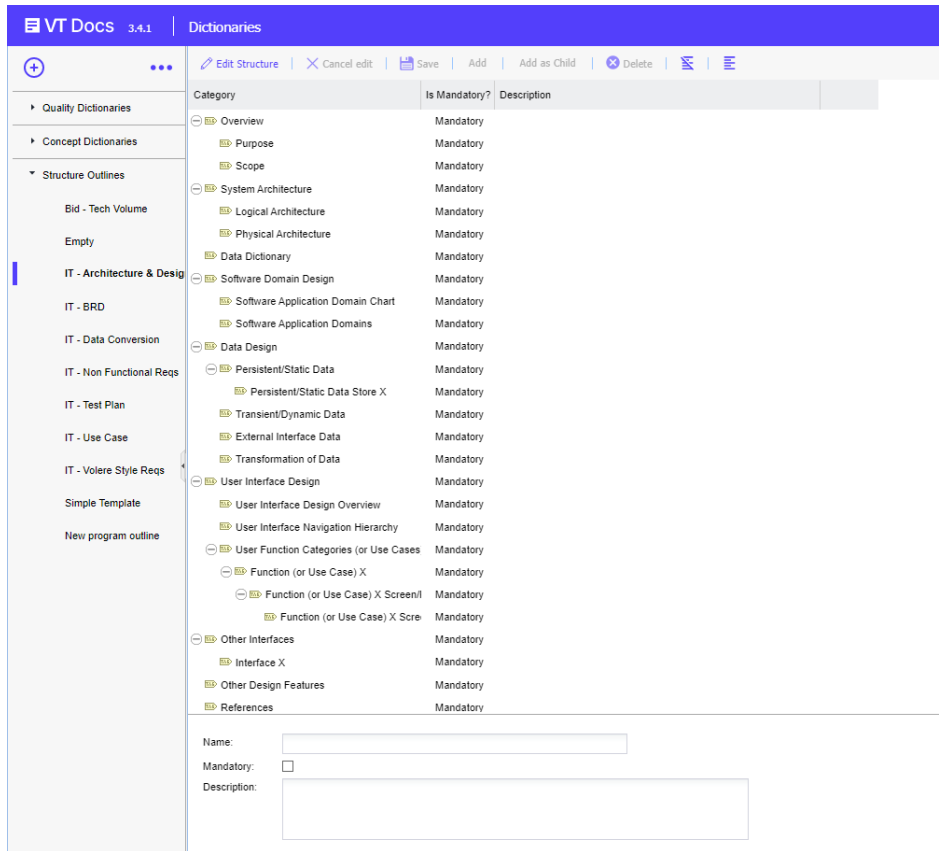 VT Docs 3.4.1 Dictionaries
Edit Structure Cancel edit Save Add Add as Child Delete
Quality Dictionaries
Concept Dictionaries
Structure Outlines
Bid - Tech Volume
Empty
IT - Architecture & Desig
IT - BRD
IT - Data Conversion
IT - Non Functional Reqs
IT - Test Plan
IT - Use Case
IT - Volere Style Reqs
Simple Template
New program outline
Category Is Mandatory? Description
Overview Mandatory
Purpose Mandatory
Scope Mandatory
System Architecture Mandatory
Logical Architecture Mandatory
Physical Architecture Mandatory
Data Dictionary Mandatory
Software Domain Design Mandatory
Software Application Domain Chart Mandatory
Software Application Domains Mandatory
Data Design Mandatory
Persistent/Static Data Mandatory
Persistent/Static Data Store X Mandatory
Transient/Dynamic Data Mandatory
External Interface Data Mandatory
Transformation of Data Mandatory
User Interface Design Mandatory
User Interface Design Overview Mandatory
User Interface Navigation Hierarchy Mandatory
User Function Categories (or Use Cases Mandatory
Function (or Use Case) X Mandatory
Function (or Use Case) X Screen/I Mandatory
Function (or Use Case) X Scre Mandatory
Other Interfaces Mandatory
Interface X Mandatory
Other Design Features Mandatory
References Mandatory
Name:
Mandatory:
Description: